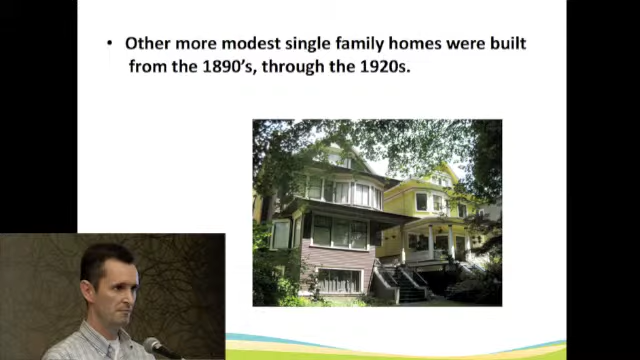 • Other more modest single family homes were built
from the 1890's, through the 1920s.